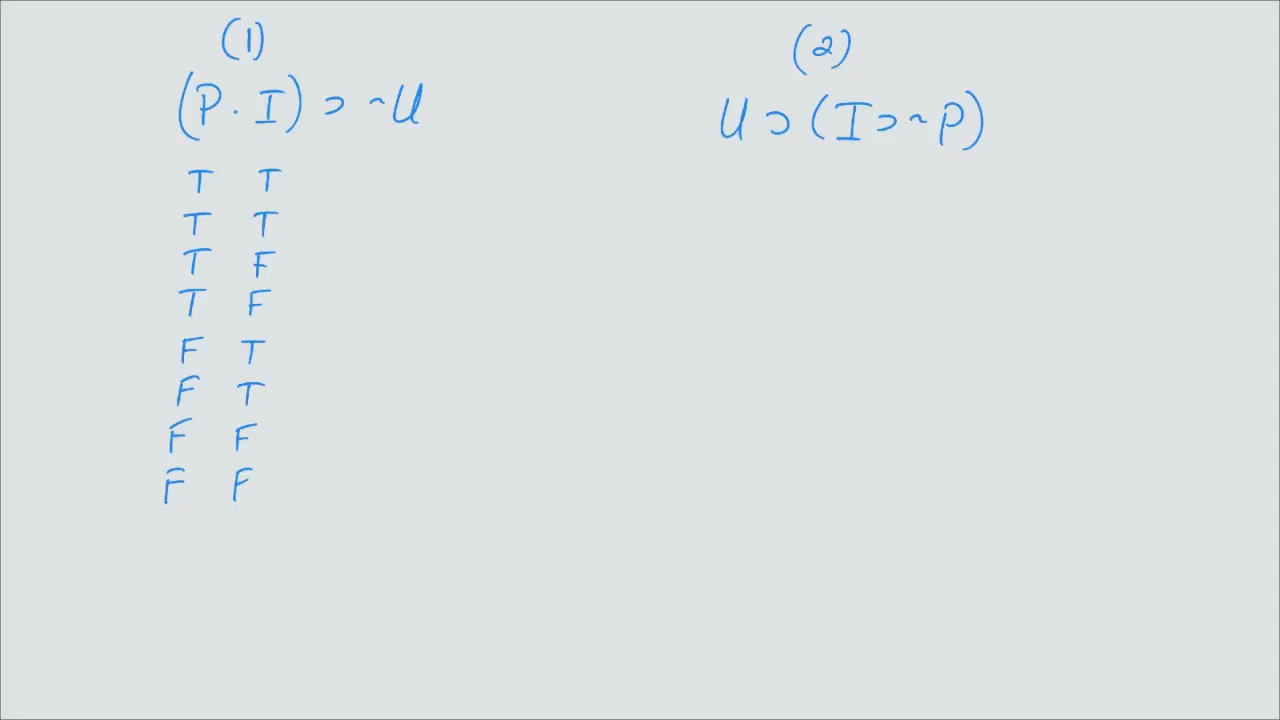 (1)
(P · I) ⊃ ~U
T T
T T
T F
T F
F T
F T
F F
F F
(2)
U ⊃ (I ⊃ ~P)